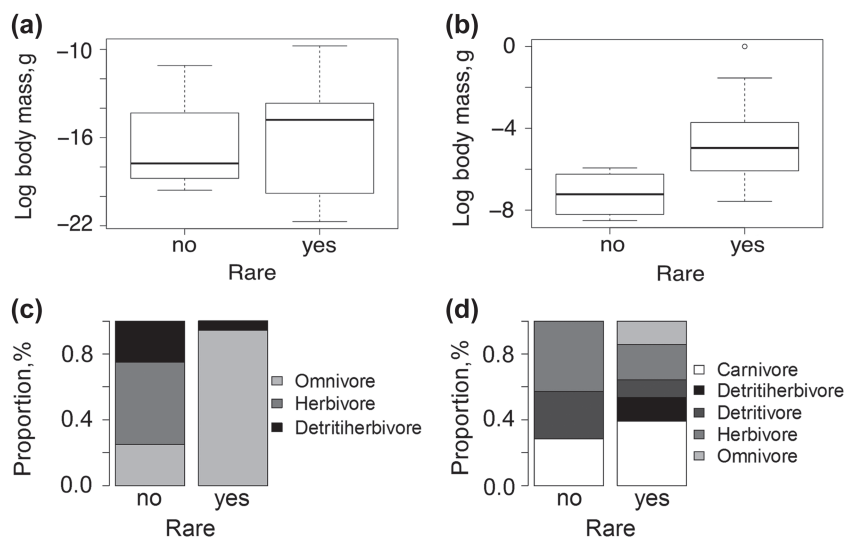 (a)
Log body mass, g
−10
−16
−22
no
yes
Rare
(b)
Log body mass, g
0
−4
−8
no
yes
Rare
(c)
Proportion, %
0.8
0.4
0.0
no
yes
Rare
Omnivore
Herbivore
Detritiherbivore
(d)
Proportion, %
0.8
0.4
0.0
no
yes
Rare
Carnivore
Detritiherbivore
Detritivore
Herbivore
Omnivore